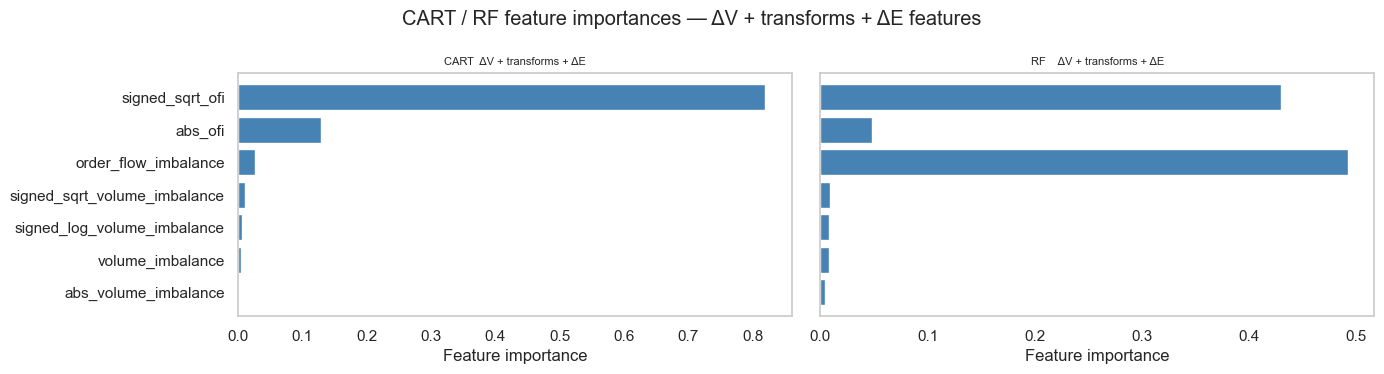 CART / RF feature importances — ΔV + transforms + ΔE features
CART  ΔV + transforms + ΔE
RF    ΔV + transforms + ΔE
signed_sqrt_ofi
abs_ofi
order_flow_imbalance
signed_sqrt_volume_imbalance
signed_log_volume_imbalance
volume_imbalance
abs_volume_imbalance
0.0 0.1 0.2 0.3 0.4 0.5 0.6 0.7 0.8
Feature importance
0.0 0.1 0.2 0.3 0.4 0.5
Feature importance